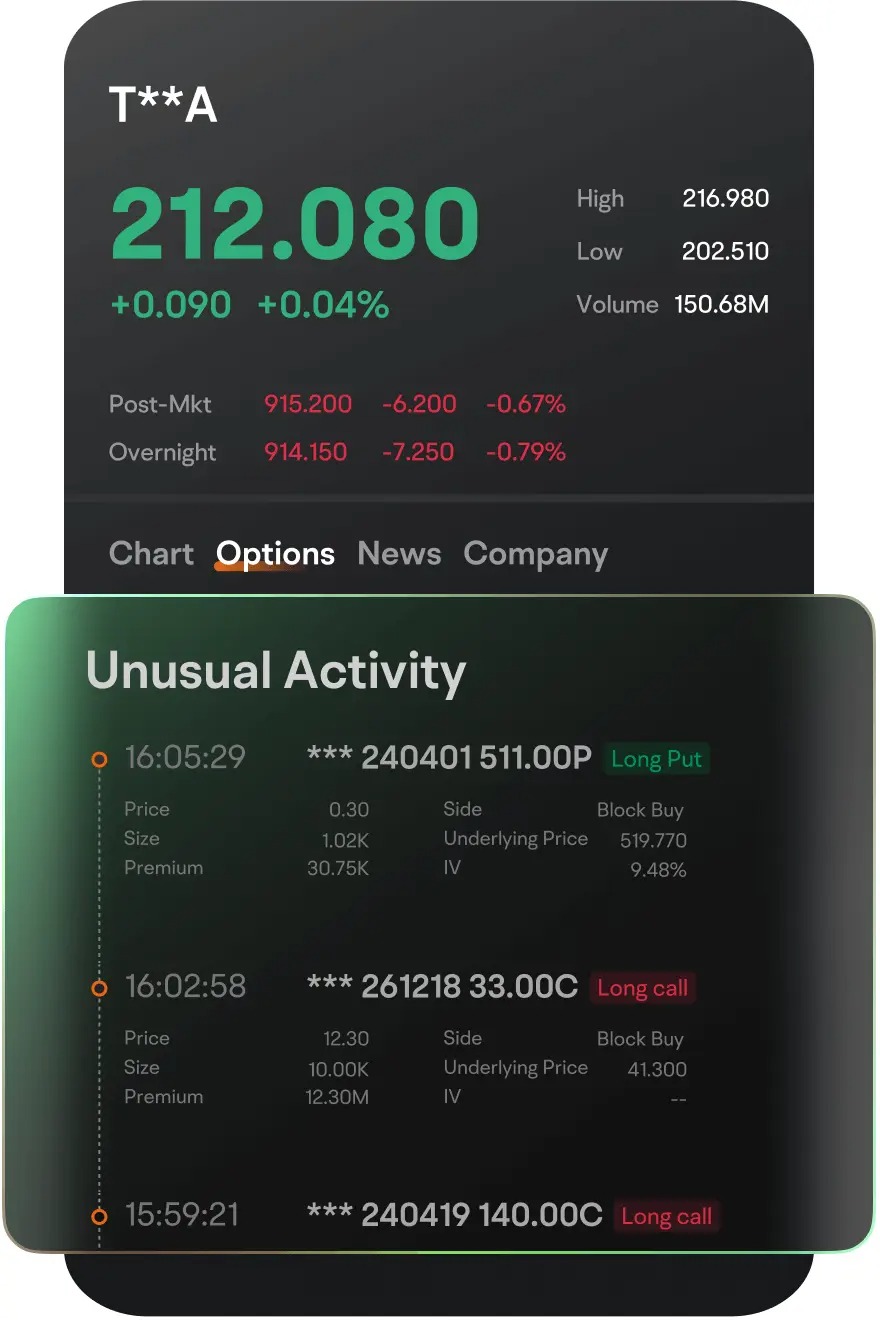 T**A
212.080
+0.090 +0.04%
High 216.980
Low 202.510
Volume 150.68M
Post-Mkt 915.200 -6.200 -0.67%
Overnight 914.150 -7.250 -0.79%
Chart Options News Company
Unusual Activity
16:05:29 *** 240401 511.00P Long Put
Price 0.30 Side Block Buy
Size 1.02K Underlying Price 519.770
Premium 30.75K IV 9.48%
16:02:58 *** 261218 33.00C Long call
Price 12.30 Side Block Buy
Size 10.00K Underlying Price 41.300
Premium 12.30M IV --
15:59:21 *** 240419 140.00C Long call